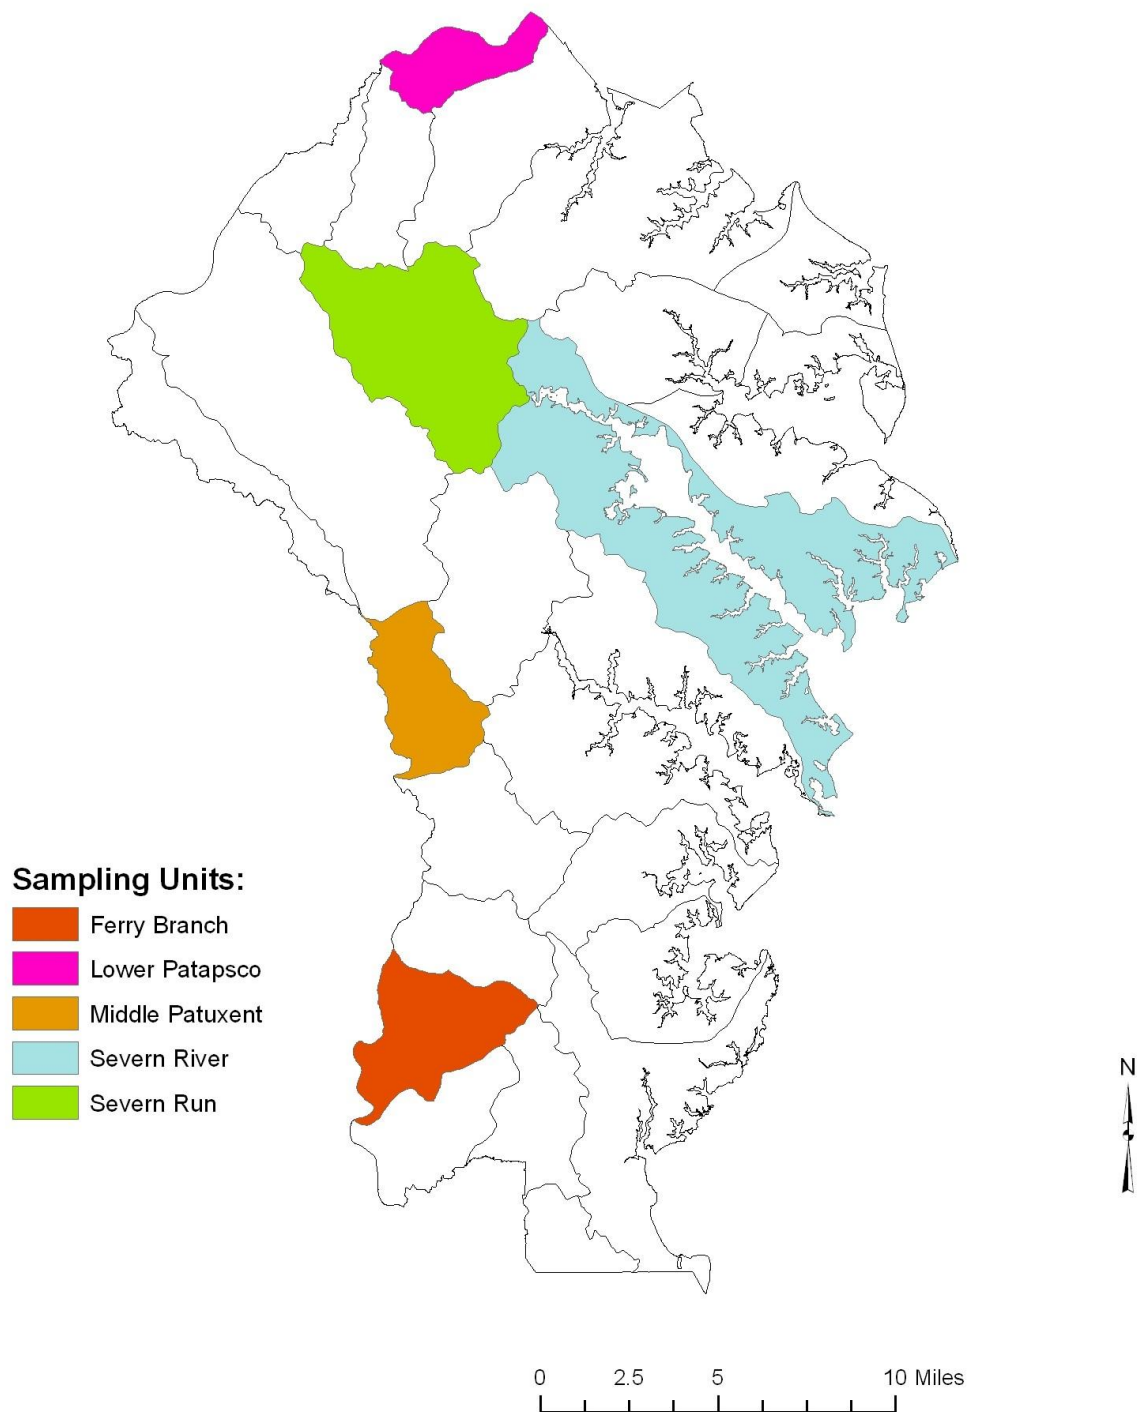 Sampling Units:
Ferry Branch
Lower Patapsco
Middle Patuxent
Severn River
Severn Run
N
0 2.5 5 10 Miles